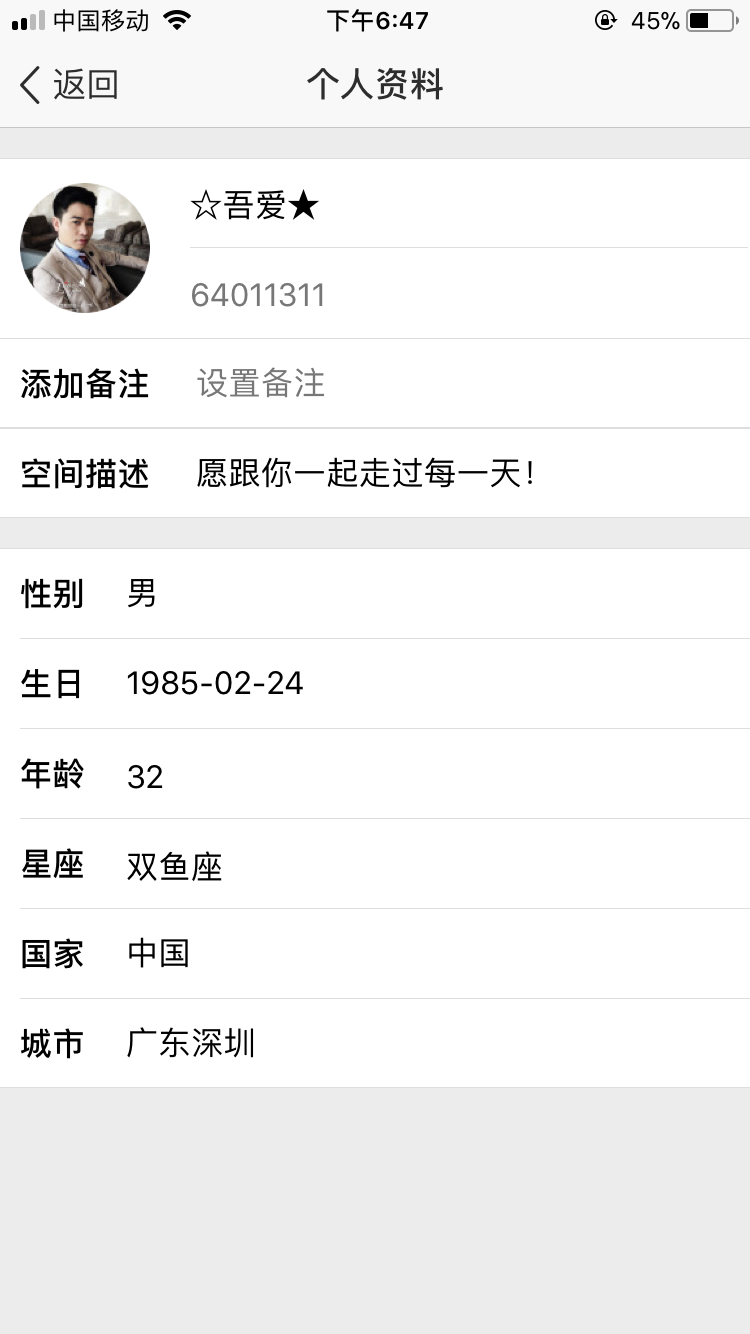 中国移动 下午6:47 45%
返回 个人资料
☆吾爱★
64011311
添加备注 设置备注
空间描述 愿跟你一起走过每一天！
性别 男
生日 1985-02-24
年龄 32
星座 双鱼座
国家 中国
城市 广东深圳